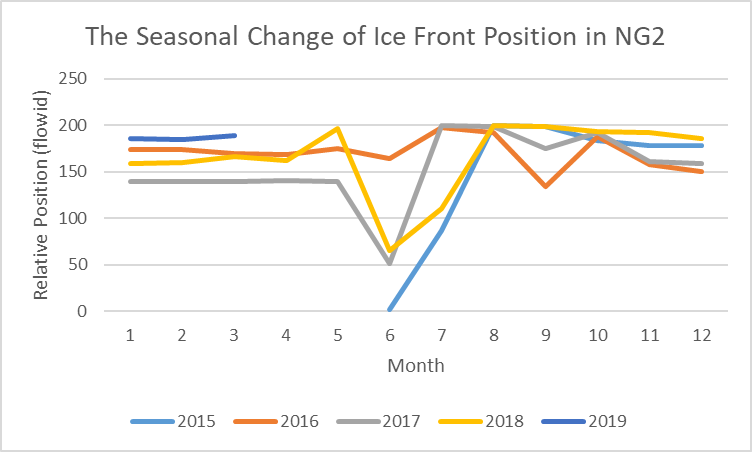 The Seasonal Change of Ice Front Position in NG2
Relative Position (flowid)
250
200
150
100
50
0
1 2 3 4 5 6 7 8 9 10 11 12
Month
2015 2016 2017 2018 2019